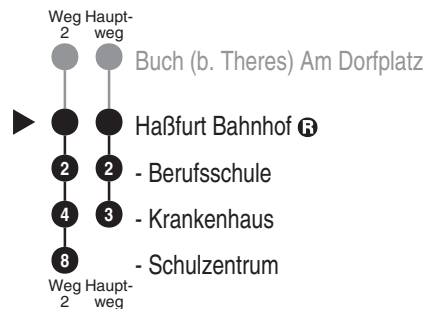 Weg Haupt-
2 weg
Buch (b. Theres) Am Dorfplatz
Haßfurt Bahnhof R
2 2 - Berufsschule
4 3 - Krankenhaus
8 - Schulzentrum
Weg Haupt-
2 weg